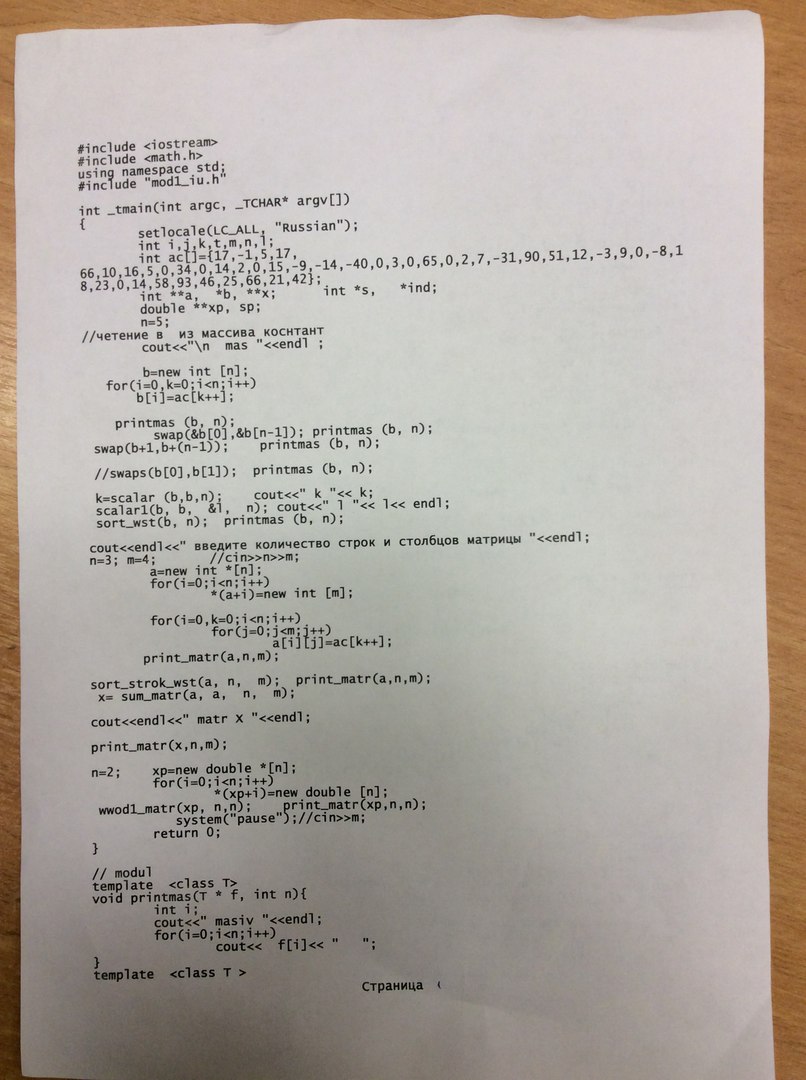 #include <iostream>
#include <math.h>
using namespace std;
#include "mod1_iu.h"
int _tmain(int argc, _TCHAR* argv[])
{
setlocale(LC_ALL, "Russian");
int i,j,k,t,m,n,l;
int ac[]={17,-1,5,17,
66,10,16,5,0,34,0,14,2,0,15,-9,-14,-40,0,3,0,65,0,2,7,-31,90,51,12,-3,9,0,-8,1
8,23,0,14,58,93,46,25,66,21,42};
int **a, *b, **x; int *s, *ind;
double **xp, sp;
n=5;
//четение в из массива коснтант
cout<<"\n mas "<<endl ;
b=new int [n];
for(i=0,k=0;i<n;i++)
b[i]=ac[k++];
printmas (b, n);
swap(&b[0],&b[n-1]); printmas (b, n);
swap(b+1,b+(n-1)); printmas (b, n);
//swaps(b[0],b[1]); printmas (b, n);
k=scalar (b,b,n); cout<<" k "<< k;
scalar1(b, b, &l, n); cout<<" l "<< l<< endl;
sort_wst(b, n); printmas (b, n);
cout<<endl<<" введите количество строк и столбцов матрицы "<<endl;
n=3; m=4; //cin>>n>>m;
a=new int *[n];
for(i=0;i<n;i++)
*(a+i)=new int [m];
for(i=0,k=0;i<n;i++)
for(j=0;j<m;j++)
a[i][j]=ac[k++];
print_matr(a,n,m);
sort_strok_wst(a, n, m); print_matr(a,n,m);
x= sum_matr(a, a, n, m);
cout<<endl<<" matr X "<<endl;
print_matr(x,n,m);
n=2; xp=new double *[n];
for(i=0;i<n;i++)
*(xp+i)=new double [n];
wwod1_matr(xp, n,n); print_matr(xp,n,n);
system("pause");//cin>>m;
return 0;
}
// modul
template <class T>
void printmas(T * f, int n){
int i;
cout<<" masiv "<<endl;
for(i=0;i<n;i++)
cout<< f[i]<< " ";
}
template <class T >
Страница